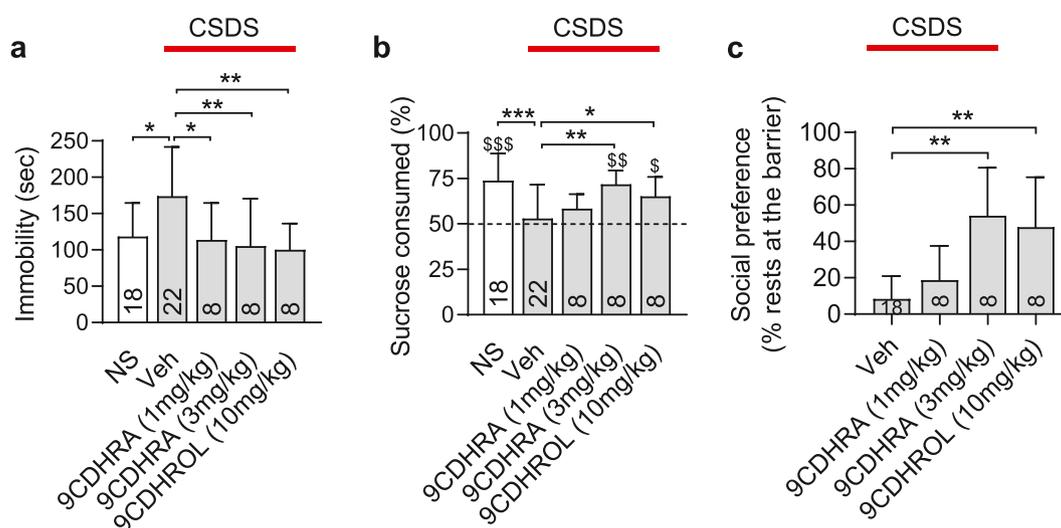 a
CSDS
**
**
*
*
Immobility (sec)
250
200
150
100
50
0
18
22
8
8
8
NS
Veh
9CDHRA (1mg/kg)
9CDHRA (3mg/kg)
9CDHROL (10mg/kg)
b
CSDS
***
*
**
$$$
$$
$
Sucrose consumed (%)
100
75
50
25
0
18
22
8
8
8
NS
Veh
9CDHRA (1mg/kg)
9CDHRA (3mg/kg)
9CDHROL (10mg/kg)
c
CSDS
**
**
Social preference
(% rests at the barrier)
100
80
60
40
20
0
18
8
8
8
Veh
9CDHRA (1mg/kg)
9CDHRA (3mg/kg)
9CDHROL (10mg/kg)